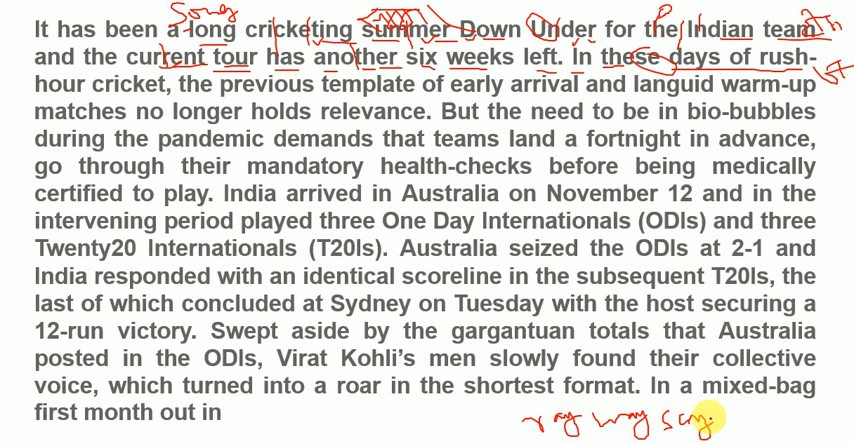 Song
It has been a long cricketing summer Down Under for the Indian team
and the current tour has another six weeks left. In these days of rush-
hour cricket, the previous template of early arrival and languid warm-up
matches no longer holds relevance. But the need to be in bio-bubbles
during the pandemic demands that teams land a fortnight in advance,
go through their mandatory health-checks before being medically
certified to play. India arrived in Australia on November 12 and in the
intervening period played three One Day Internationals (ODIs) and three
Twenty20 Internationals (T20Is). Australia seized the ODIs at 2-1 and
India responded with an identical scoreline in the subsequent T20Is, the
last of which concluded at Sydney on Tuesday with the host securing a
12-run victory. Swept aside by the gargantuan totals that Australia
posted in the ODIs, Virat Kohli's men slowly found their collective
voice, which turned into a roar in the shortest format. In a mixed-bag
first month out in
ray way say